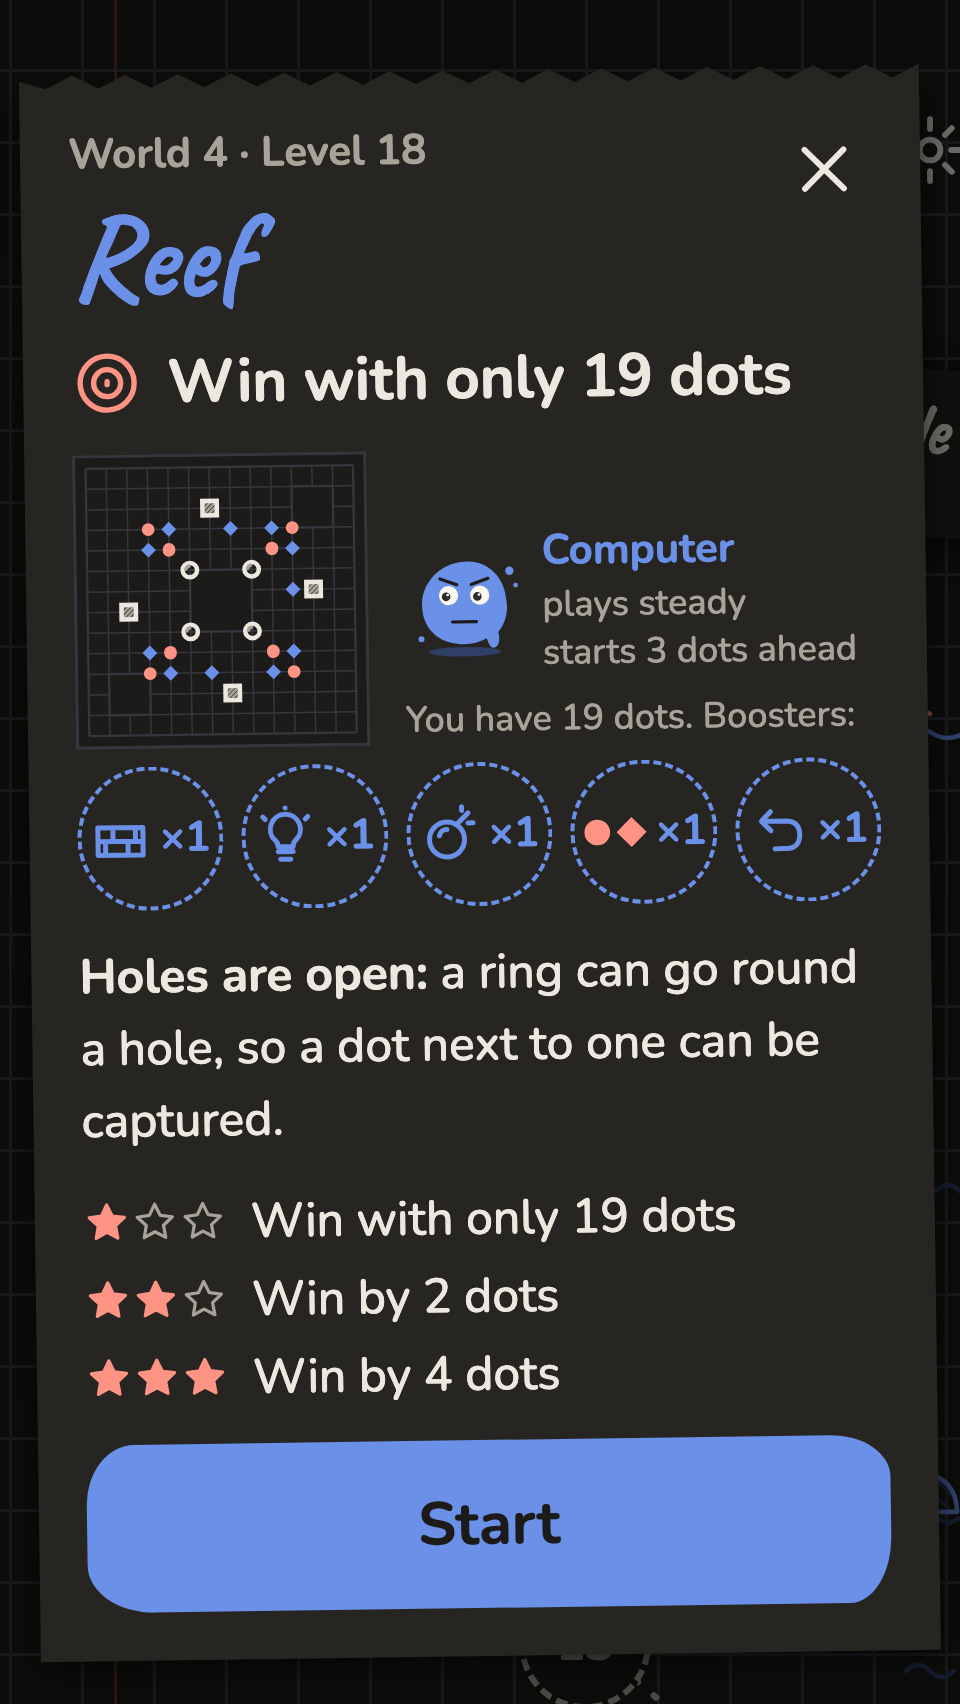 World 4 · Level 18
Reef
Win with only 19 dots
Computer
plays steady
starts 3 dots ahead
You have 19 dots. Boosters:
×1 ×1 ×1 ×1 ×1
Holes are open: a ring can go round
a hole, so a dot next to one can be
captured.
Win with only 19 dots
Win by 2 dots
Win by 4 dots
Start